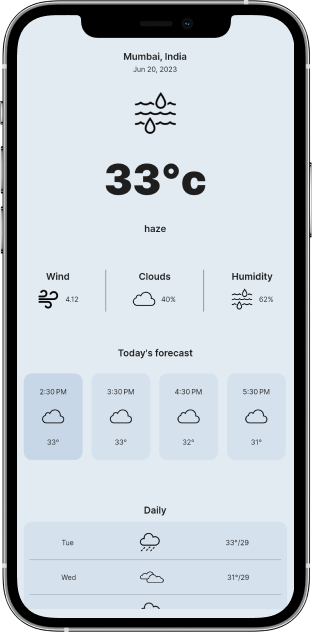 Mumbai, India
Jun 20, 2023
33°c
haze
Wind Clouds Humidity
4.12 40% 62%
Today's forecast
2:30 PM 3:30 PM 4:30 PM 5:30 PM
33° 33° 32° 31°
Daily
Tue 33°/29
Wed 31°/29